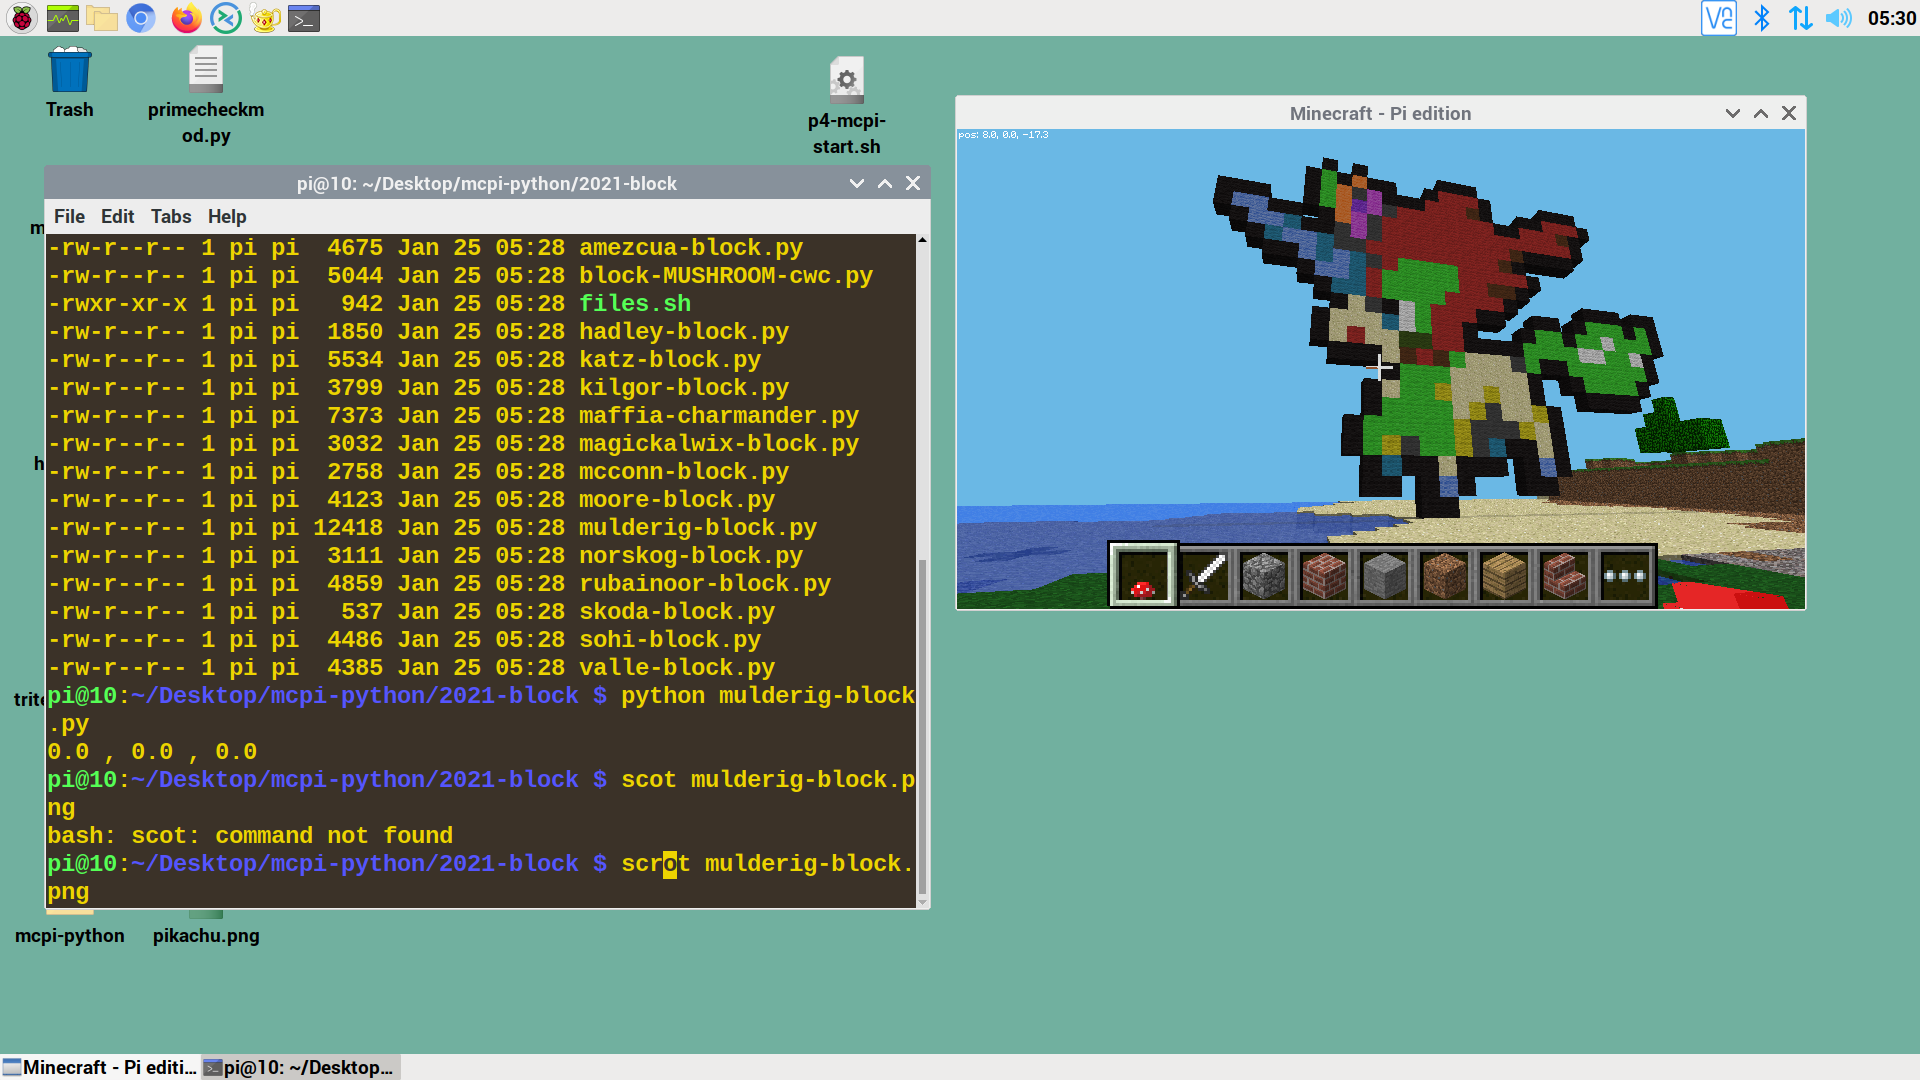 05:30
Trash
primecheckm
od.py
p4-mcpi-
start.sh
Minecraft - Pi edition
pos: 8.0, 0.0, -17.3
pi@10: ~/Desktop/mcpi-python/2021-block
File Edit Tabs Help
m
h
trito
-rw-r--r-- 1 pi pi  4675 Jan 25 05:28 amezcua-block.py
-rw-r--r-- 1 pi pi  5044 Jan 25 05:28 block-MUSHROOM-cwc.py
-rwxr-xr-x 1 pi pi   942 Jan 25 05:28 files.sh
-rw-r--r-- 1 pi pi  1850 Jan 25 05:28 hadley-block.py
-rw-r--r-- 1 pi pi  5534 Jan 25 05:28 katz-block.py
-rw-r--r-- 1 pi pi  3799 Jan 25 05:28 kilgor-block.py
-rw-r--r-- 1 pi pi  7373 Jan 25 05:28 maffia-charmander.py
-rw-r--r-- 1 pi pi  3032 Jan 25 05:28 magickalwix-block.py
-rw-r--r-- 1 pi pi  2758 Jan 25 05:28 mcconn-block.py
-rw-r--r-- 1 pi pi  4123 Jan 25 05:28 moore-block.py
-rw-r--r-- 1 pi pi 12418 Jan 25 05:28 mulderig-block.py
-rw-r--r-- 1 pi pi  3111 Jan 25 05:28 norskog-block.py
-rw-r--r-- 1 pi pi  4859 Jan 25 05:28 rubainoor-block.py
-rw-r--r-- 1 pi pi   537 Jan 25 05:28 skoda-block.py
-rw-r--r-- 1 pi pi  4486 Jan 25 05:28 sohi-block.py
-rw-r--r-- 1 pi pi  4385 Jan 25 05:28 valle-block.py
pi@10:~/Desktop/mcpi-python/2021-block $ python mulderig-block
.py
0.0 , 0.0 , 0.0
pi@10:~/Desktop/mcpi-python/2021-block $ scot mulderig-block.p
ng
bash: scot: command not found
pi@10:~/Desktop/mcpi-python/2021-block $ scrot mulderig-block.
png
mcpi-python
pikachu.png
Minecraft - Pi editi...
pi@10: ~/Desktop...